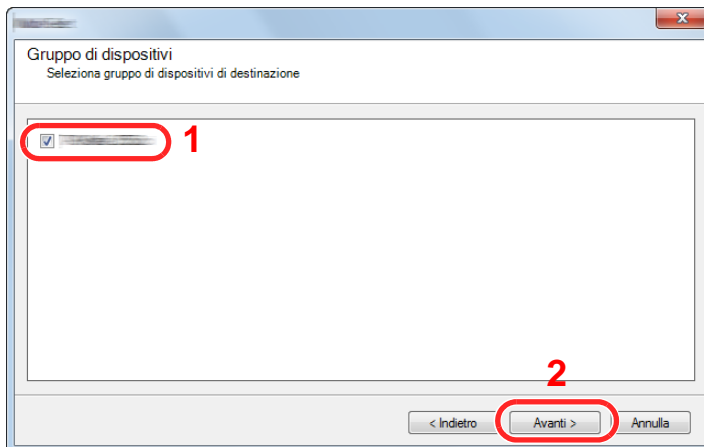 Gruppo di dispositivi
Seleziona gruppo di dispositivi di destinazione
1
2
< Indietro
Avanti >
Annulla